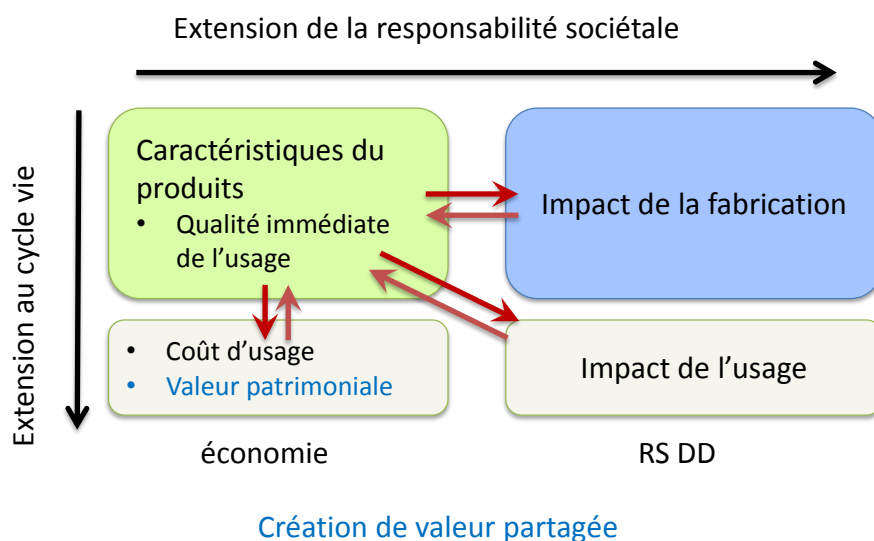 Extension de la responsabilité sociétale
Extension au cycle vie
Caractéristiques du
produits
• Qualité immédiate
de l’usage
Impact de la fabrication
• Coût d’usage
• Valeur patrimoniale
Impact de l’usage
économie
RS DD
Création de valeur partagée